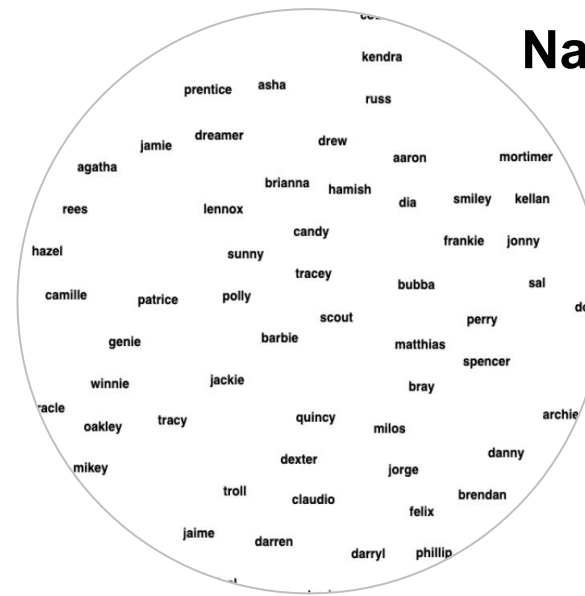 Na
kendra
prentice asha
russ
dreamer
drew
jamie
aaron mortimer
agatha
brianna hamish
dia smiley kellan
rees lennox
candy
frankie jonny
hazel sunny
tracey
bubba sal
camille patrice polly
scout perry
genie barbie matthias
spencer
winnie jackie bray
racle
archie
oakley tracy quincy milos
danny
mikey dexter jorge
troll claudio brendan
felix
jaime darren
darryl phillip